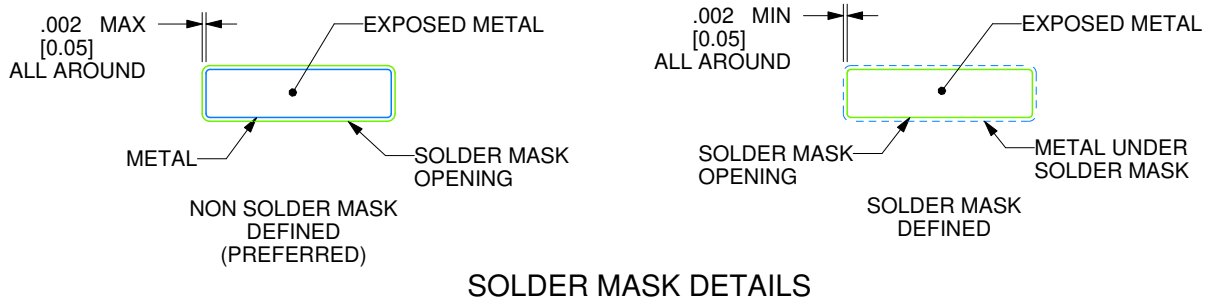 .002 MAX
[0.05]
ALL AROUND
EXPOSED METAL
METAL
SOLDER MASK
OPENING
NON SOLDER MASK
DEFINED
(PREFERRED)
.002 MIN
[0.05]
ALL AROUND
EXPOSED METAL
SOLDER MASK
OPENING
METAL UNDER
SOLDER MASK
SOLDER MASK
DEFINED
SOLDER MASK DETAILS